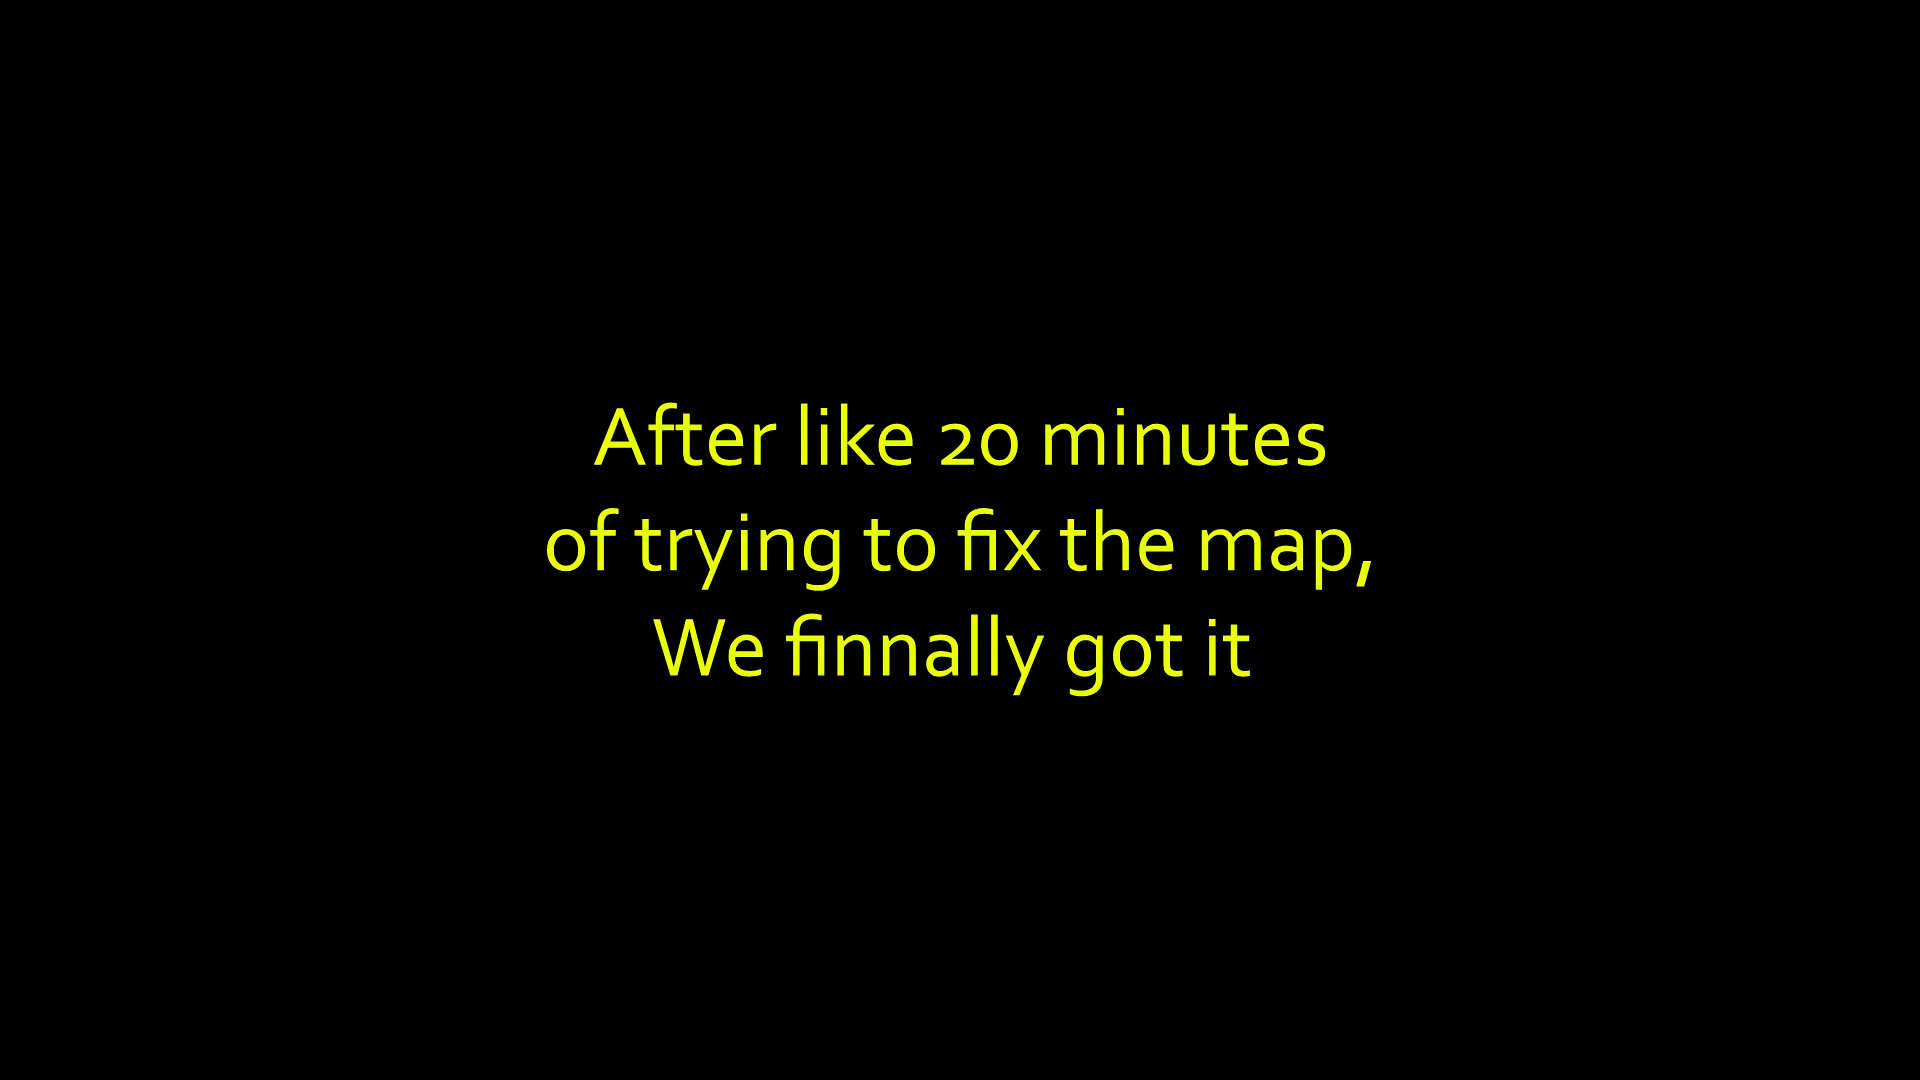 After like 20 minutes
of trying to fix the map,
We finnally got it